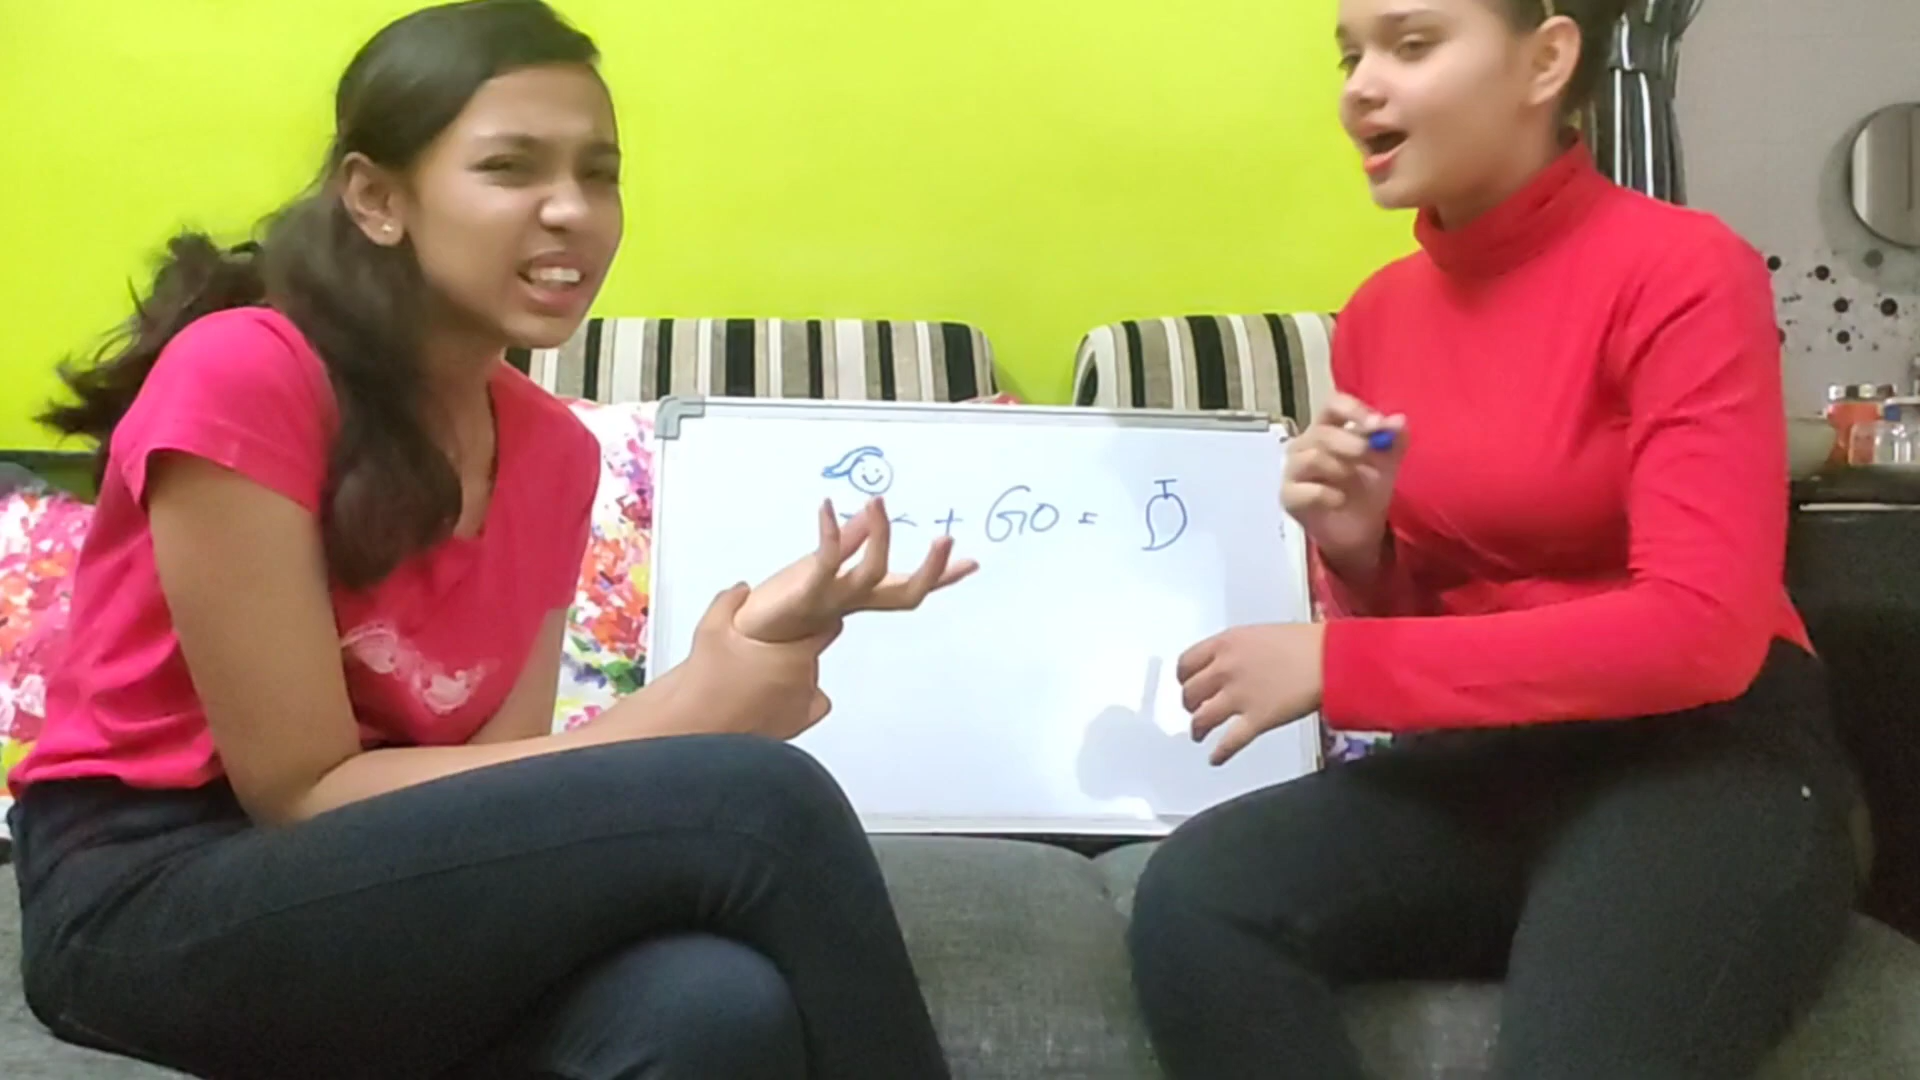 + GO =